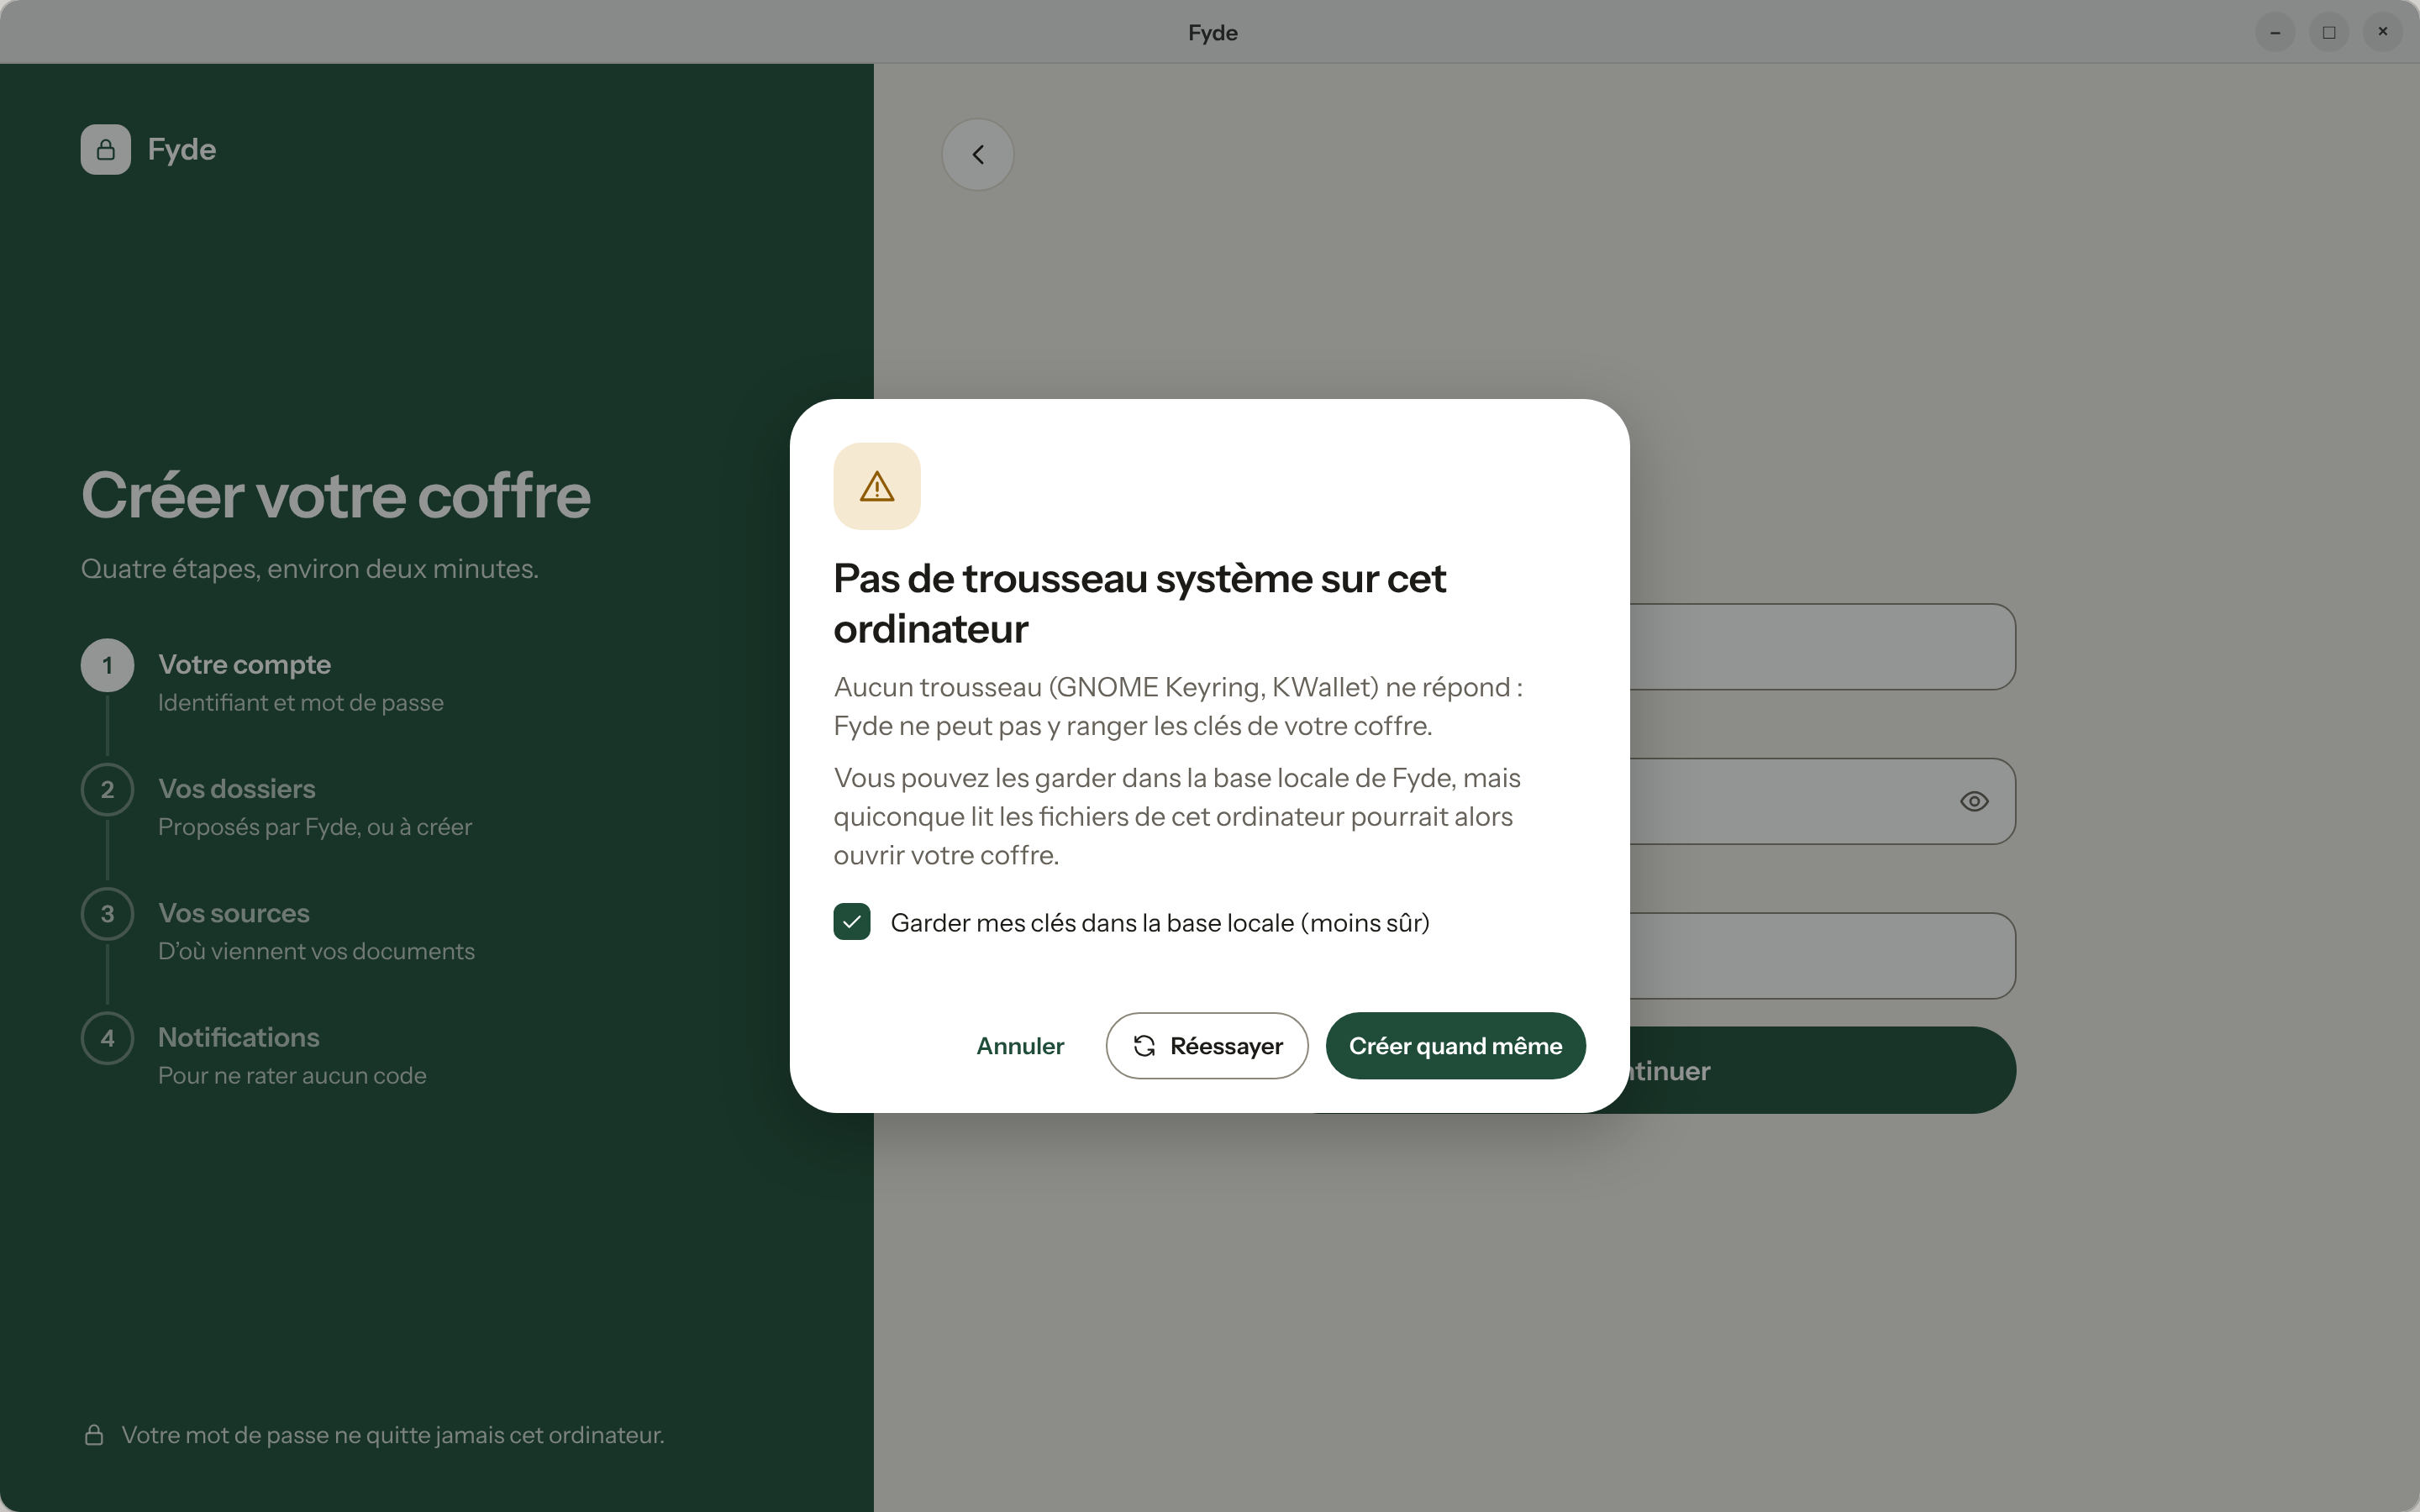 Fyde
Fyde
Créer votre coffre
Quatre étapes, environ deux minutes.
1
Votre compte
Identifiant et mot de passe
2
Vos dossiers
Proposés par Fyde, ou à créer
3
Vos sources
D’où viennent vos documents
4
Notifications
Pour ne rater aucun code
Votre mot de passe ne quitte jamais cet ordinateur.
Pas de trousseau système sur cet
ordinateur
Aucun trousseau (GNOME Keyring, KWallet) ne répond :
Fyde ne peut pas y ranger les clés de votre coffre.
Vous pouvez les garder dans la base locale de Fyde, mais
quiconque lit les fichiers de cet ordinateur pourrait alors
ouvrir votre coffre.
Garder mes clés dans la base locale (moins sûr)
Annuler
Réessayer
Créer quand même